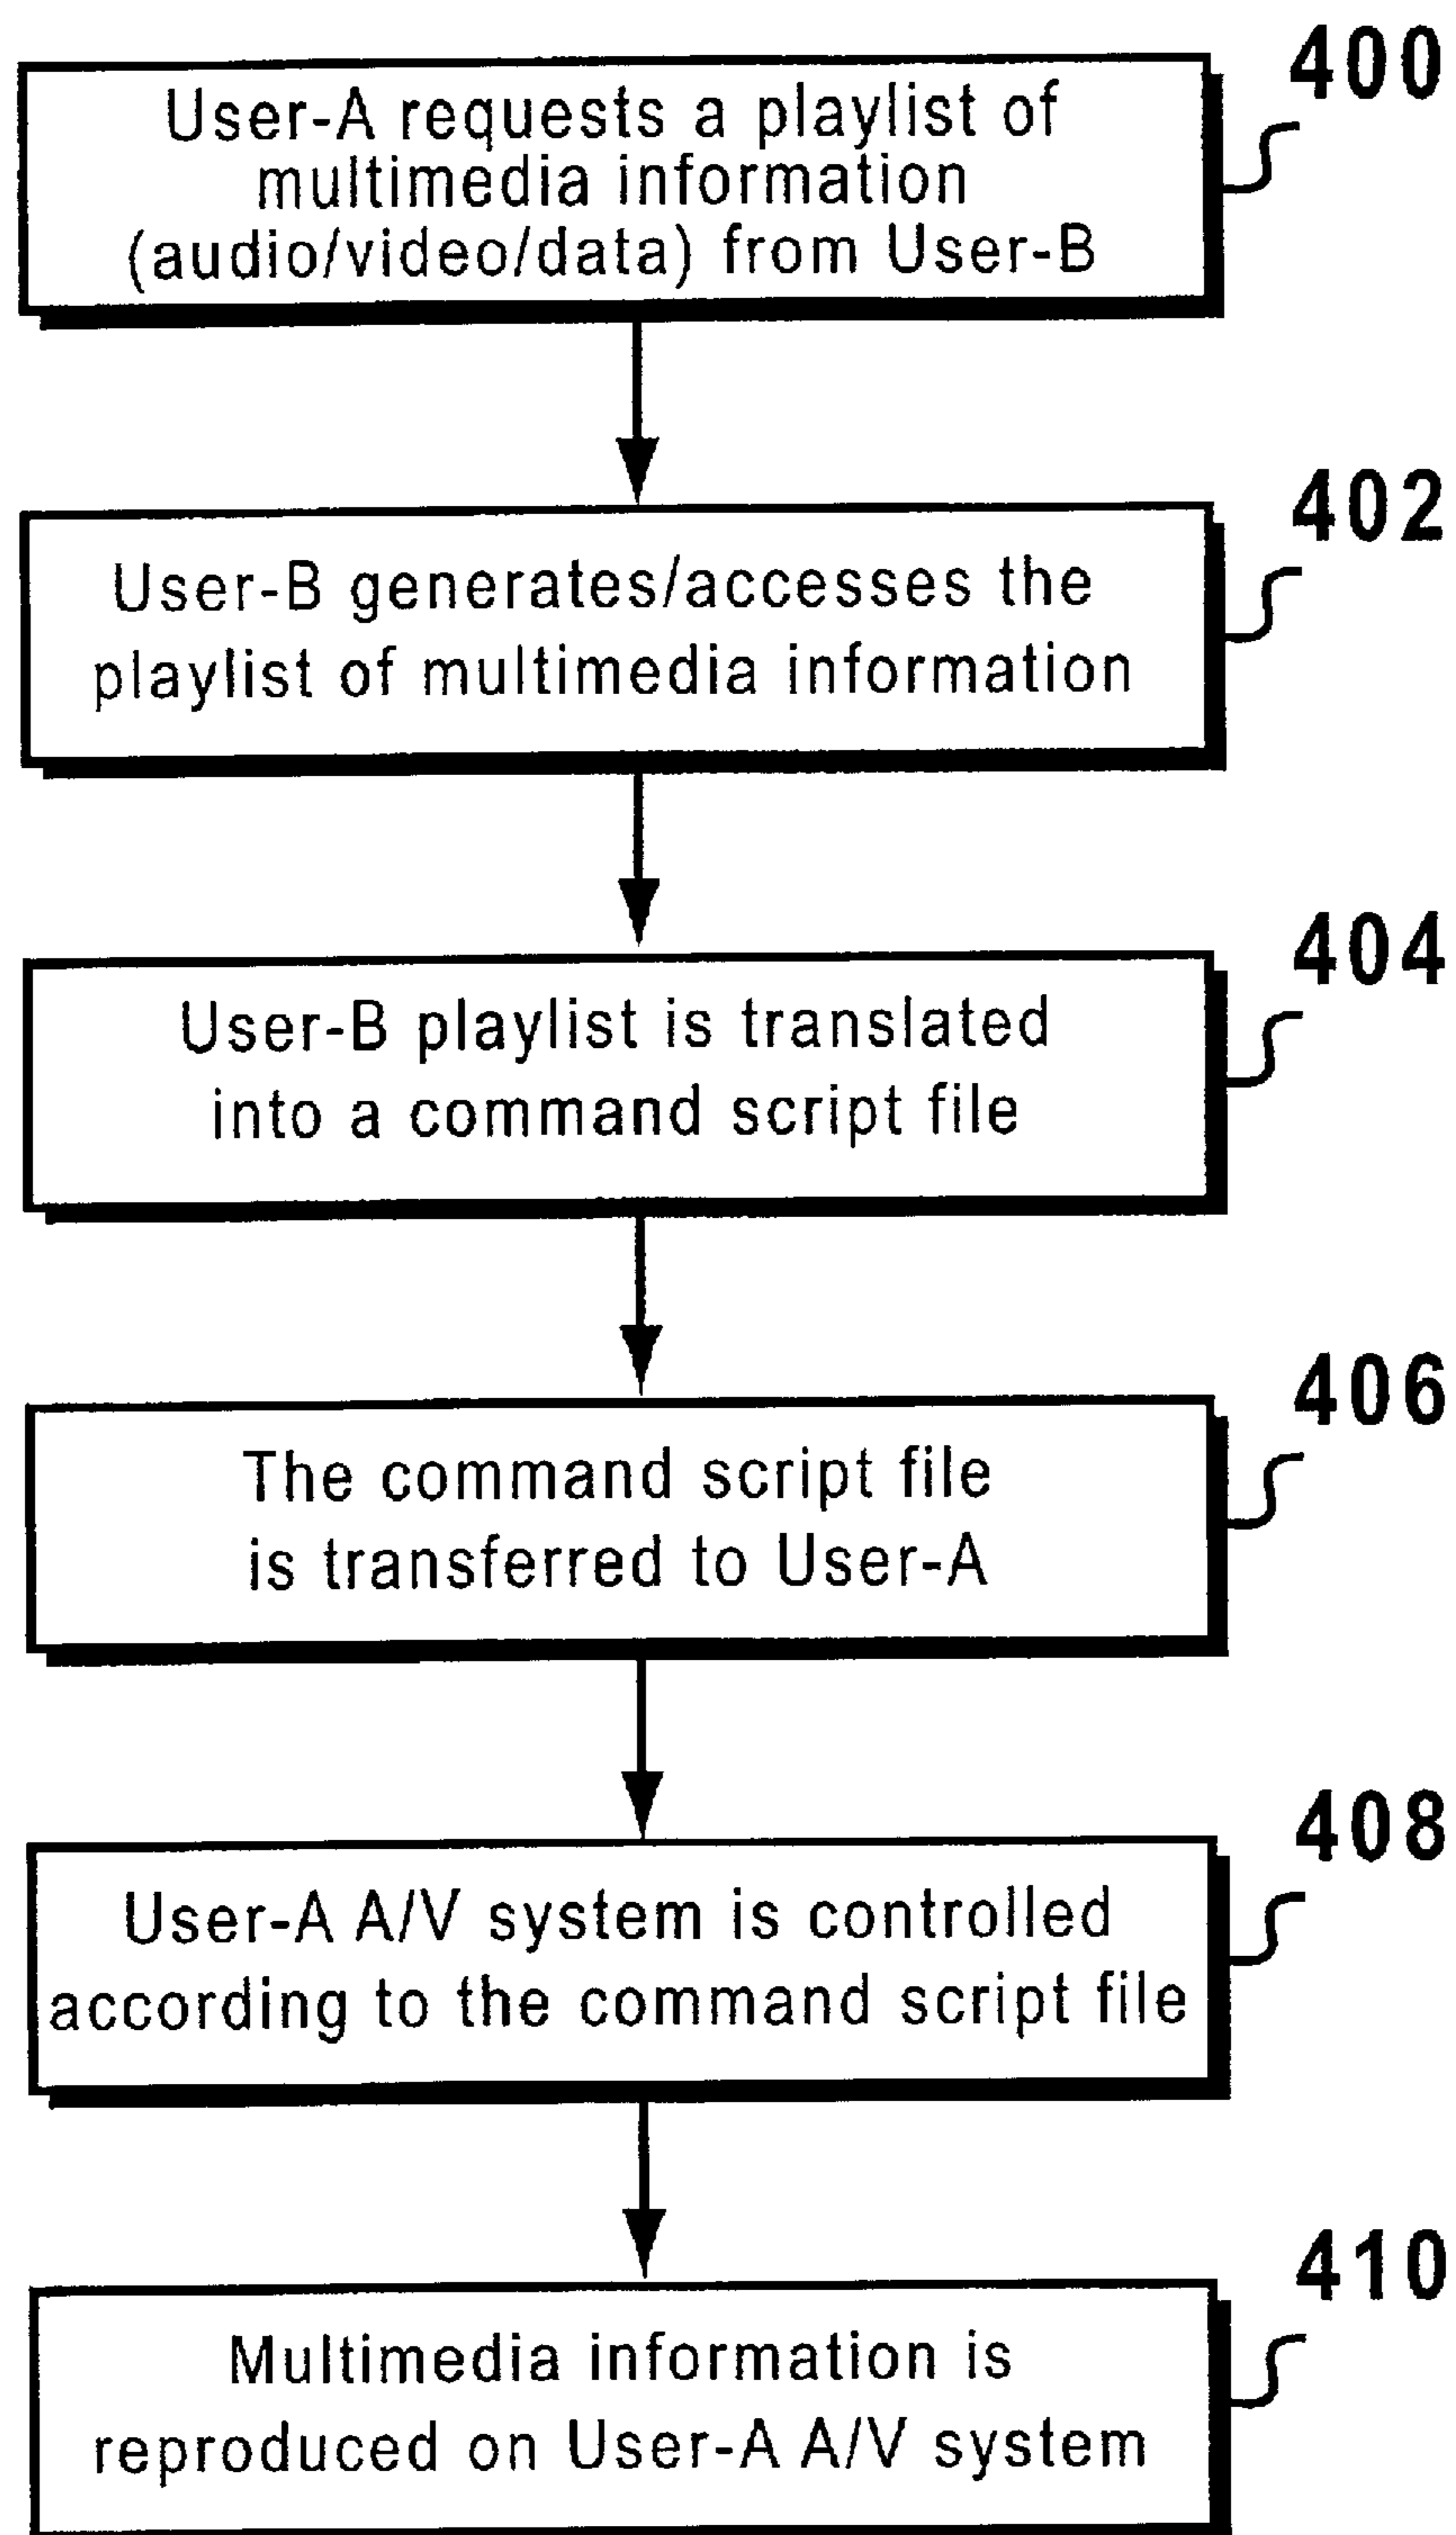 400
User-A requests a playlist of
multimedia information
(audio/video/data) from User-B
402
User-B generates/accesses the
playlist of multimedia information
404
User-B playlist is translated
into a command script file
406
The command script file
is transferred to User-A
408
User-A A/V system is controlled
according to the command script file
410
Multimedia information is
reproduced on User-A A/V system